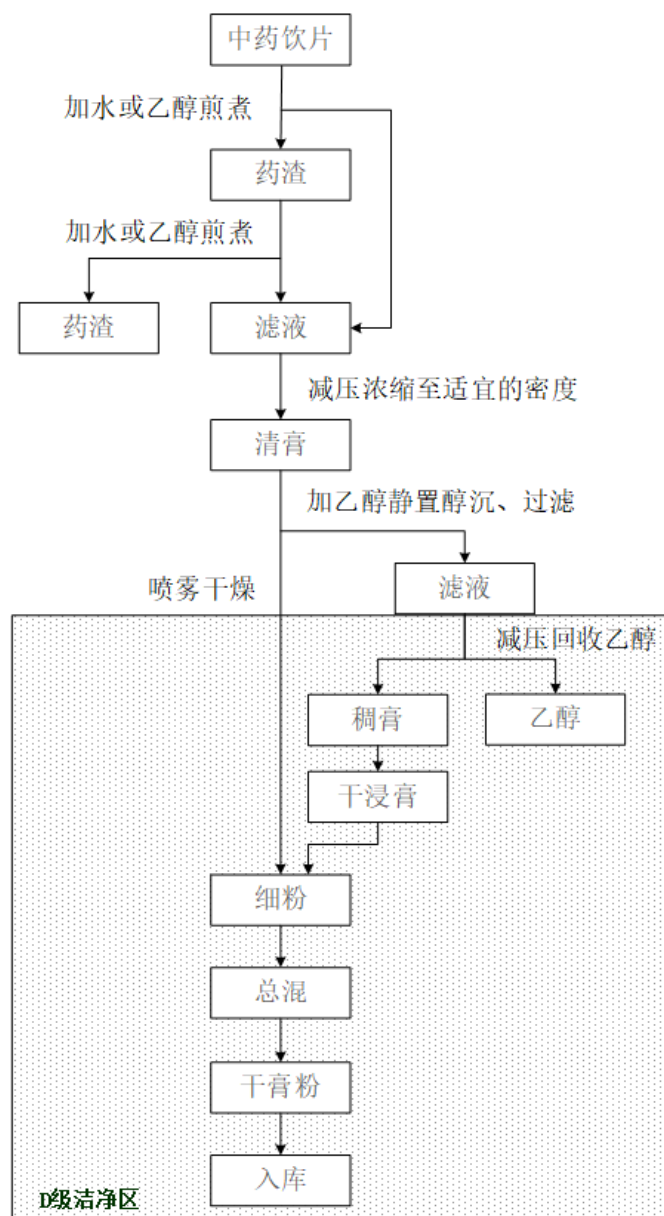 中药饮片
加水或乙醇煎煮
药渣
加水或乙醇煎煮
药渣
滤液
减压浓缩至适宜的密度
清膏
加乙醇静置醇沉、过滤
喷雾干燥
滤液
减压回收乙醇
稠膏
乙醇
干浸膏
细粉
总混
干膏粉
入库
D级洁净区